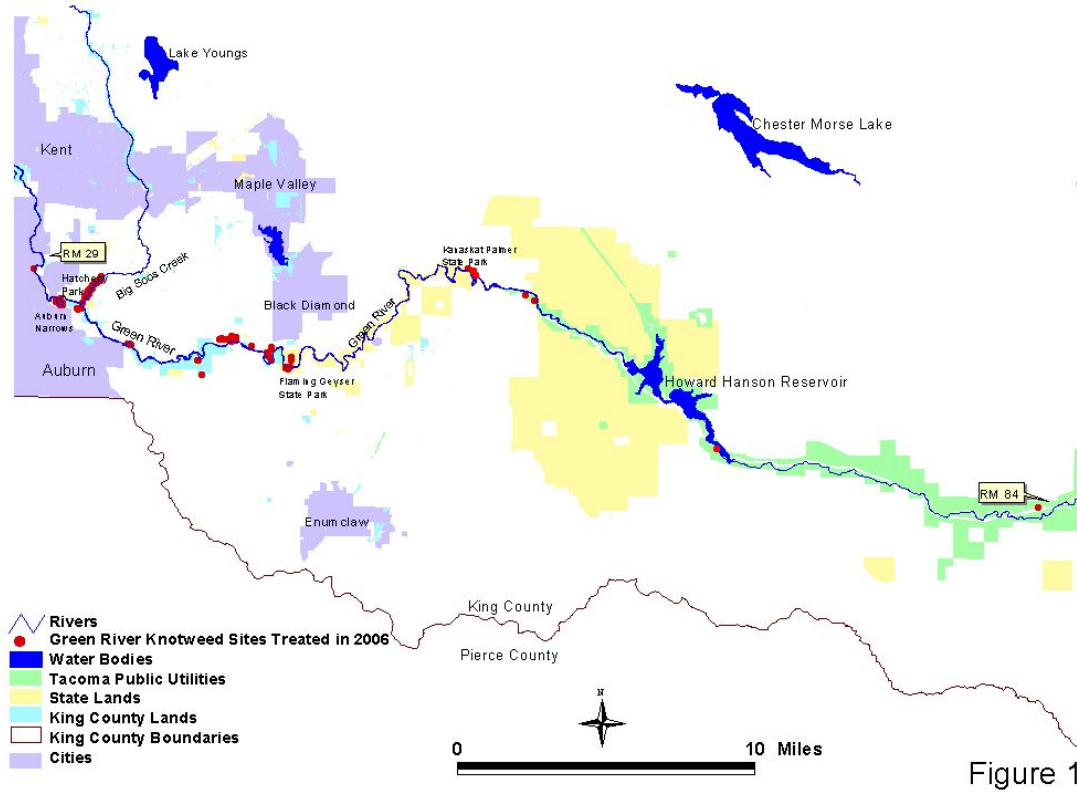 Lake Youngs
Chester Morse Lake
Kent
Maple Valley
RM 29
Kanaskat Palmer
State Park
Hatchery
Park
Big Soos Creek
Auburn
Narrows
Black Diamond
Green River
Green River
Auburn
Flaming Geyser
State Park
Howard Hanson Reservoir
RM 84
Enumclaw
King County
Pierce County
Rivers
Green River Knotweed Sites Treated in 2006
Water Bodies
Tacoma Public Utilities
State Lands
King County Lands
King County Boundaries
Cities
N
0 10 Miles
Figure 1